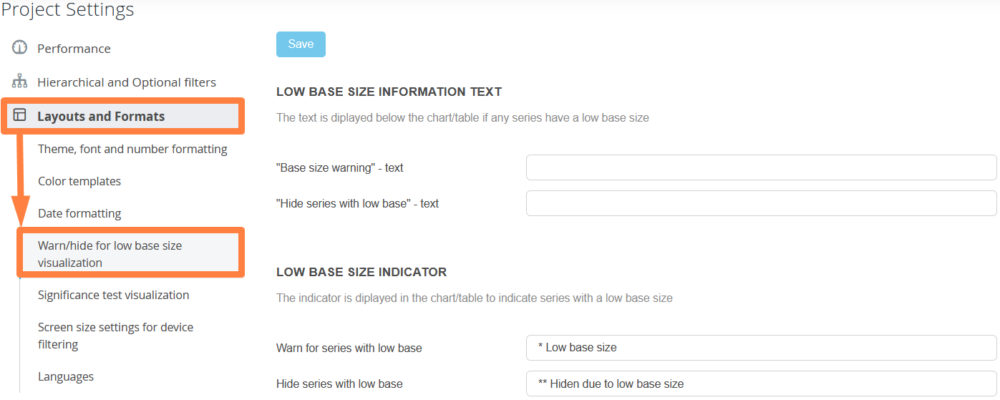 Project Settings
Performance
Hierarchical and Optional filters
Layouts and Formats
Theme, font and number formatting
Color templates
Date formatting
Warn/hide for low base size
visualization
Significance test visualization
Screen size settings for device
filtering
Languages
Save
LOW BASE SIZE INFORMATION TEXT
The text is diplayed below the chart/table if any series have a low base size
"Base size warning" - text
"Hide series with low base" - text
LOW BASE SIZE INDICATOR
The indicator is diplayed in the chart/table to indicate series with a low base size
Warn for series with low base
* Low base size
Hide series with low base
** Hiden due to low base size